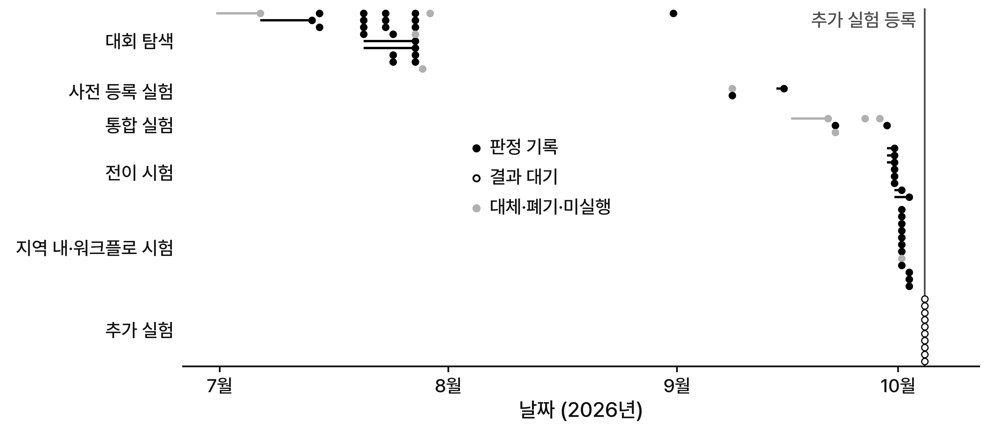 추가 실험 등록
대회 탐색
사전 등록 실험
통합 실험
판정 기록
전이 시험
결과 대기
대체·폐기·미실행
지역 내·워크플로 시험
추가 실험
7월 8월 9월 10월
날짜 (2026년)